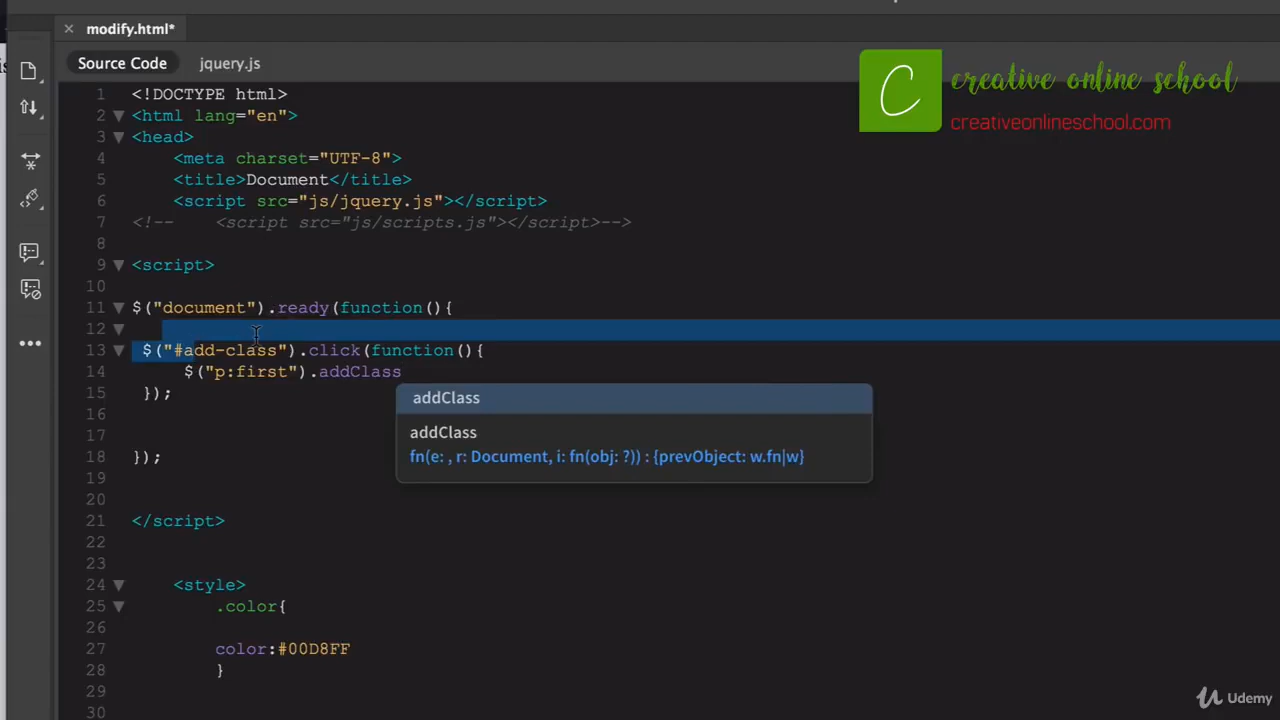 is
modify.html*
Source Code jquery.js
creative online school
creativeonlineschool.com
C
1 <!DOCTYPE html>
2 <html lang="en">
3 <head>
4 <meta charset="UTF-8">
5 <title>Document</title>
6 <script src="js/jquery.js"></script>
7 <!-- <script src="js/scripts.js"></script>-->
8
9 <script>
10
11 $("document").ready(function(){
12
13 $("#add-class").click(function(){
14 $("p:first").addClass
15 });
16
17
18 });
19
20
21 </script>
22
23
24 <style>
25 .color{
26
27 color:#00D8FF
28 }
29
30
addClass
addClass
fn(e: , r: Document, i: fn(obj: ?)) : {prevObject: w.fn|w}
Udemy